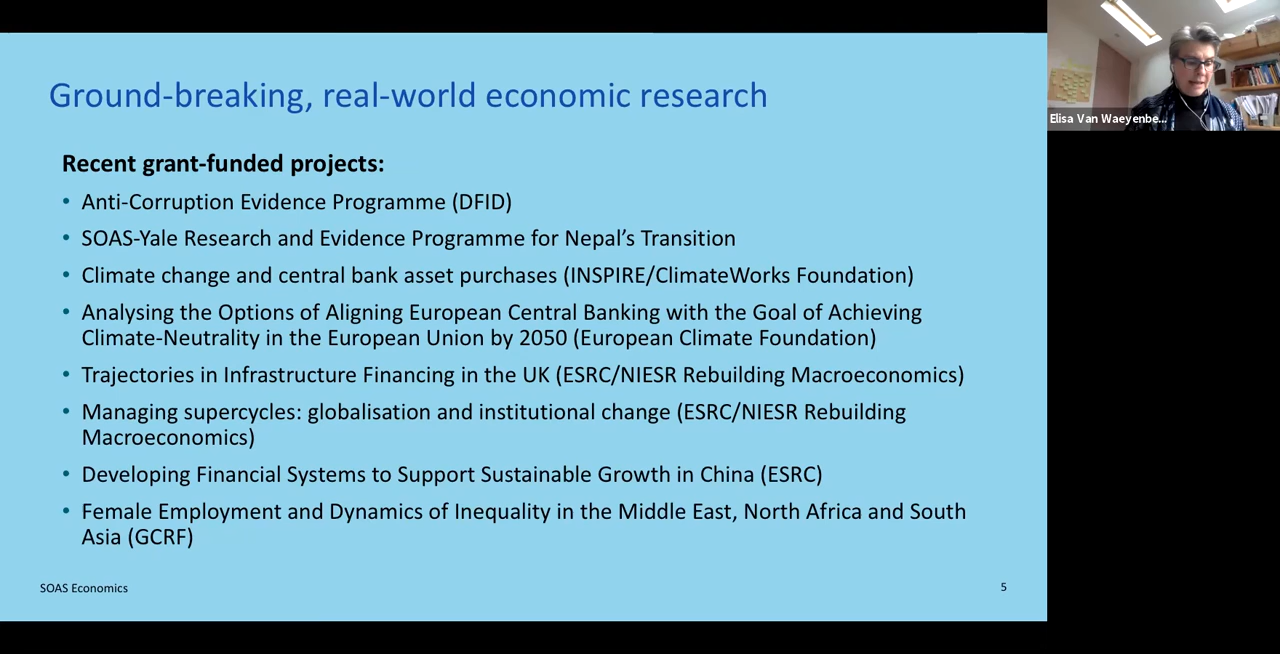 Ground-breaking, real-world economic research
Recent grant-funded projects:
• Anti-Corruption Evidence Programme (DFID)
• SOAS-Yale Research and Evidence Programme for Nepal’s Transition
• Climate change and central bank asset purchases (INSPIRE/ClimateWorks Foundation)
• Analysing the Options of Aligning European Central Banking with the Goal of Achieving
Climate-Neutrality in the European Union by 2050 (European Climate Foundation)
• Trajectories in Infrastructure Financing in the UK (ESRC/NIESR Rebuilding Macroeconomics)
• Managing supercycles: globalisation and institutional change (ESRC/NIESR Rebuilding
Macroeconomics)
• Developing Financial Systems to Support Sustainable Growth in China (ESRC)
• Female Employment and Dynamics of Inequality in the Middle East, North Africa and South
Asia (GCRF)
SOAS Economics
5
Elisa Van Waeyenbe...